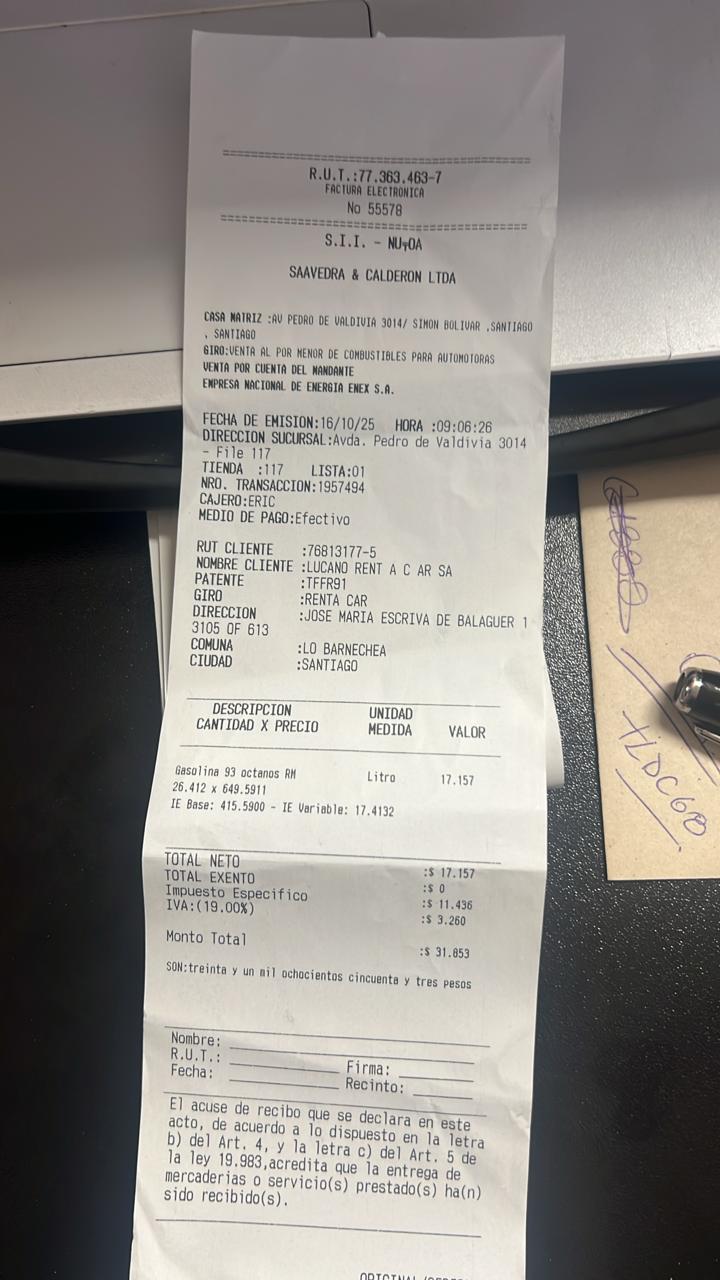 R.U.T.:77.363.463-7
FACTURA ELECTRONICA
No 55578
S.I.I. - NUÐOA
SAAVEDRA & CALDERON LTDA
CASA MATRIZ :AV PEDRO DE VALDIVIA 3014/ SIMON BOLIVAR ,SANTIAGO
, SANTIAGO
GIRO:VENTA AL POR MENOR DE COMBUSTIBLES PARA AUTOMOTORAS
VENTA POR CUENTA DEL MANDANTE
EMPRESA NACIONAL DE ENERGIA ENEX S.A.
FECHA DE EMISION:16/10/25 HORA :09:06:26
DIRECCION SUCURSAL:Avda. Pedro de Valdivia 3014
- File 117
TIENDA :117 LISTA:01
NRO. TRANSACCION:1957494
CAJERO:ERIC
MEDIO DE PAGO:Efectivo
RUT CLIENTE :76813177-5
NOMBRE CLIENTE :LUCANO RENT A C AR SA
PATENTE :TFFR91
GIRO :RENTA CAR
DIRECCION :JOSE MARIA ESCRIVA DE BALAGUER 1
3105 OF 613
COMUNA :LO BARNECHEA
CIUDAD :SANTIAGO
DESCRIPCION UNIDAD
CANTIDAD X PRECIO MEDIDA VALOR
Gasolina 93 octanos RM Litro 17.157
26.412 x 649.5911
IE Base: 415.5900 - IE Variable: 17.4132
TOTAL NETO :$ 17.157
TOTAL EXENTO :$ 0
Impuesto Especifico :$ 11.436
IVA:(19.00%) :$ 3.260
Monto Total :$ 31.853
SON:treinta y un mil ochocientos cincuenta y tres pesos
Nombre:
R.U.T.: Firma:
Fecha: Recinto:
El acuse de recibo que se declara en este
acto, de acuerdo a lo dispuesto en la letra
b) del Art. 4, y la letra c) del Art. 5 de
la ley 19.983,acredita que la entrega de
mercaderias o servicio(s) prestado(s) ha(n)
sido recibido(s).
TLDC60